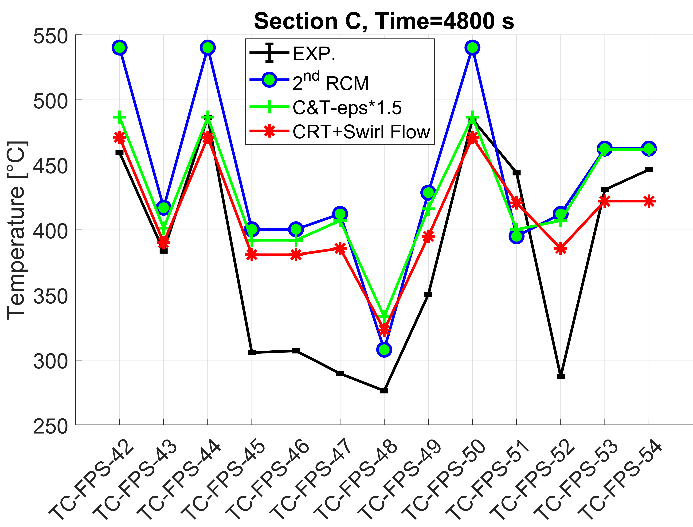 Section C, Time=4800 s
EXP.
2nd RCM
C&T-eps*1.5
CRT+Swirl Flow
Temperature [°C]
550
500
450
400
350
300
250
TC-FPS-42
TC-FPS-43
TC-FPS-44
TC-FPS-45
TC-FPS-46
TC-FPS-47
TC-FPS-48
TC-FPS-49
TC-FPS-50
TC-FPS-51
TC-FPS-52
TC-FPS-53
TC-FPS-54